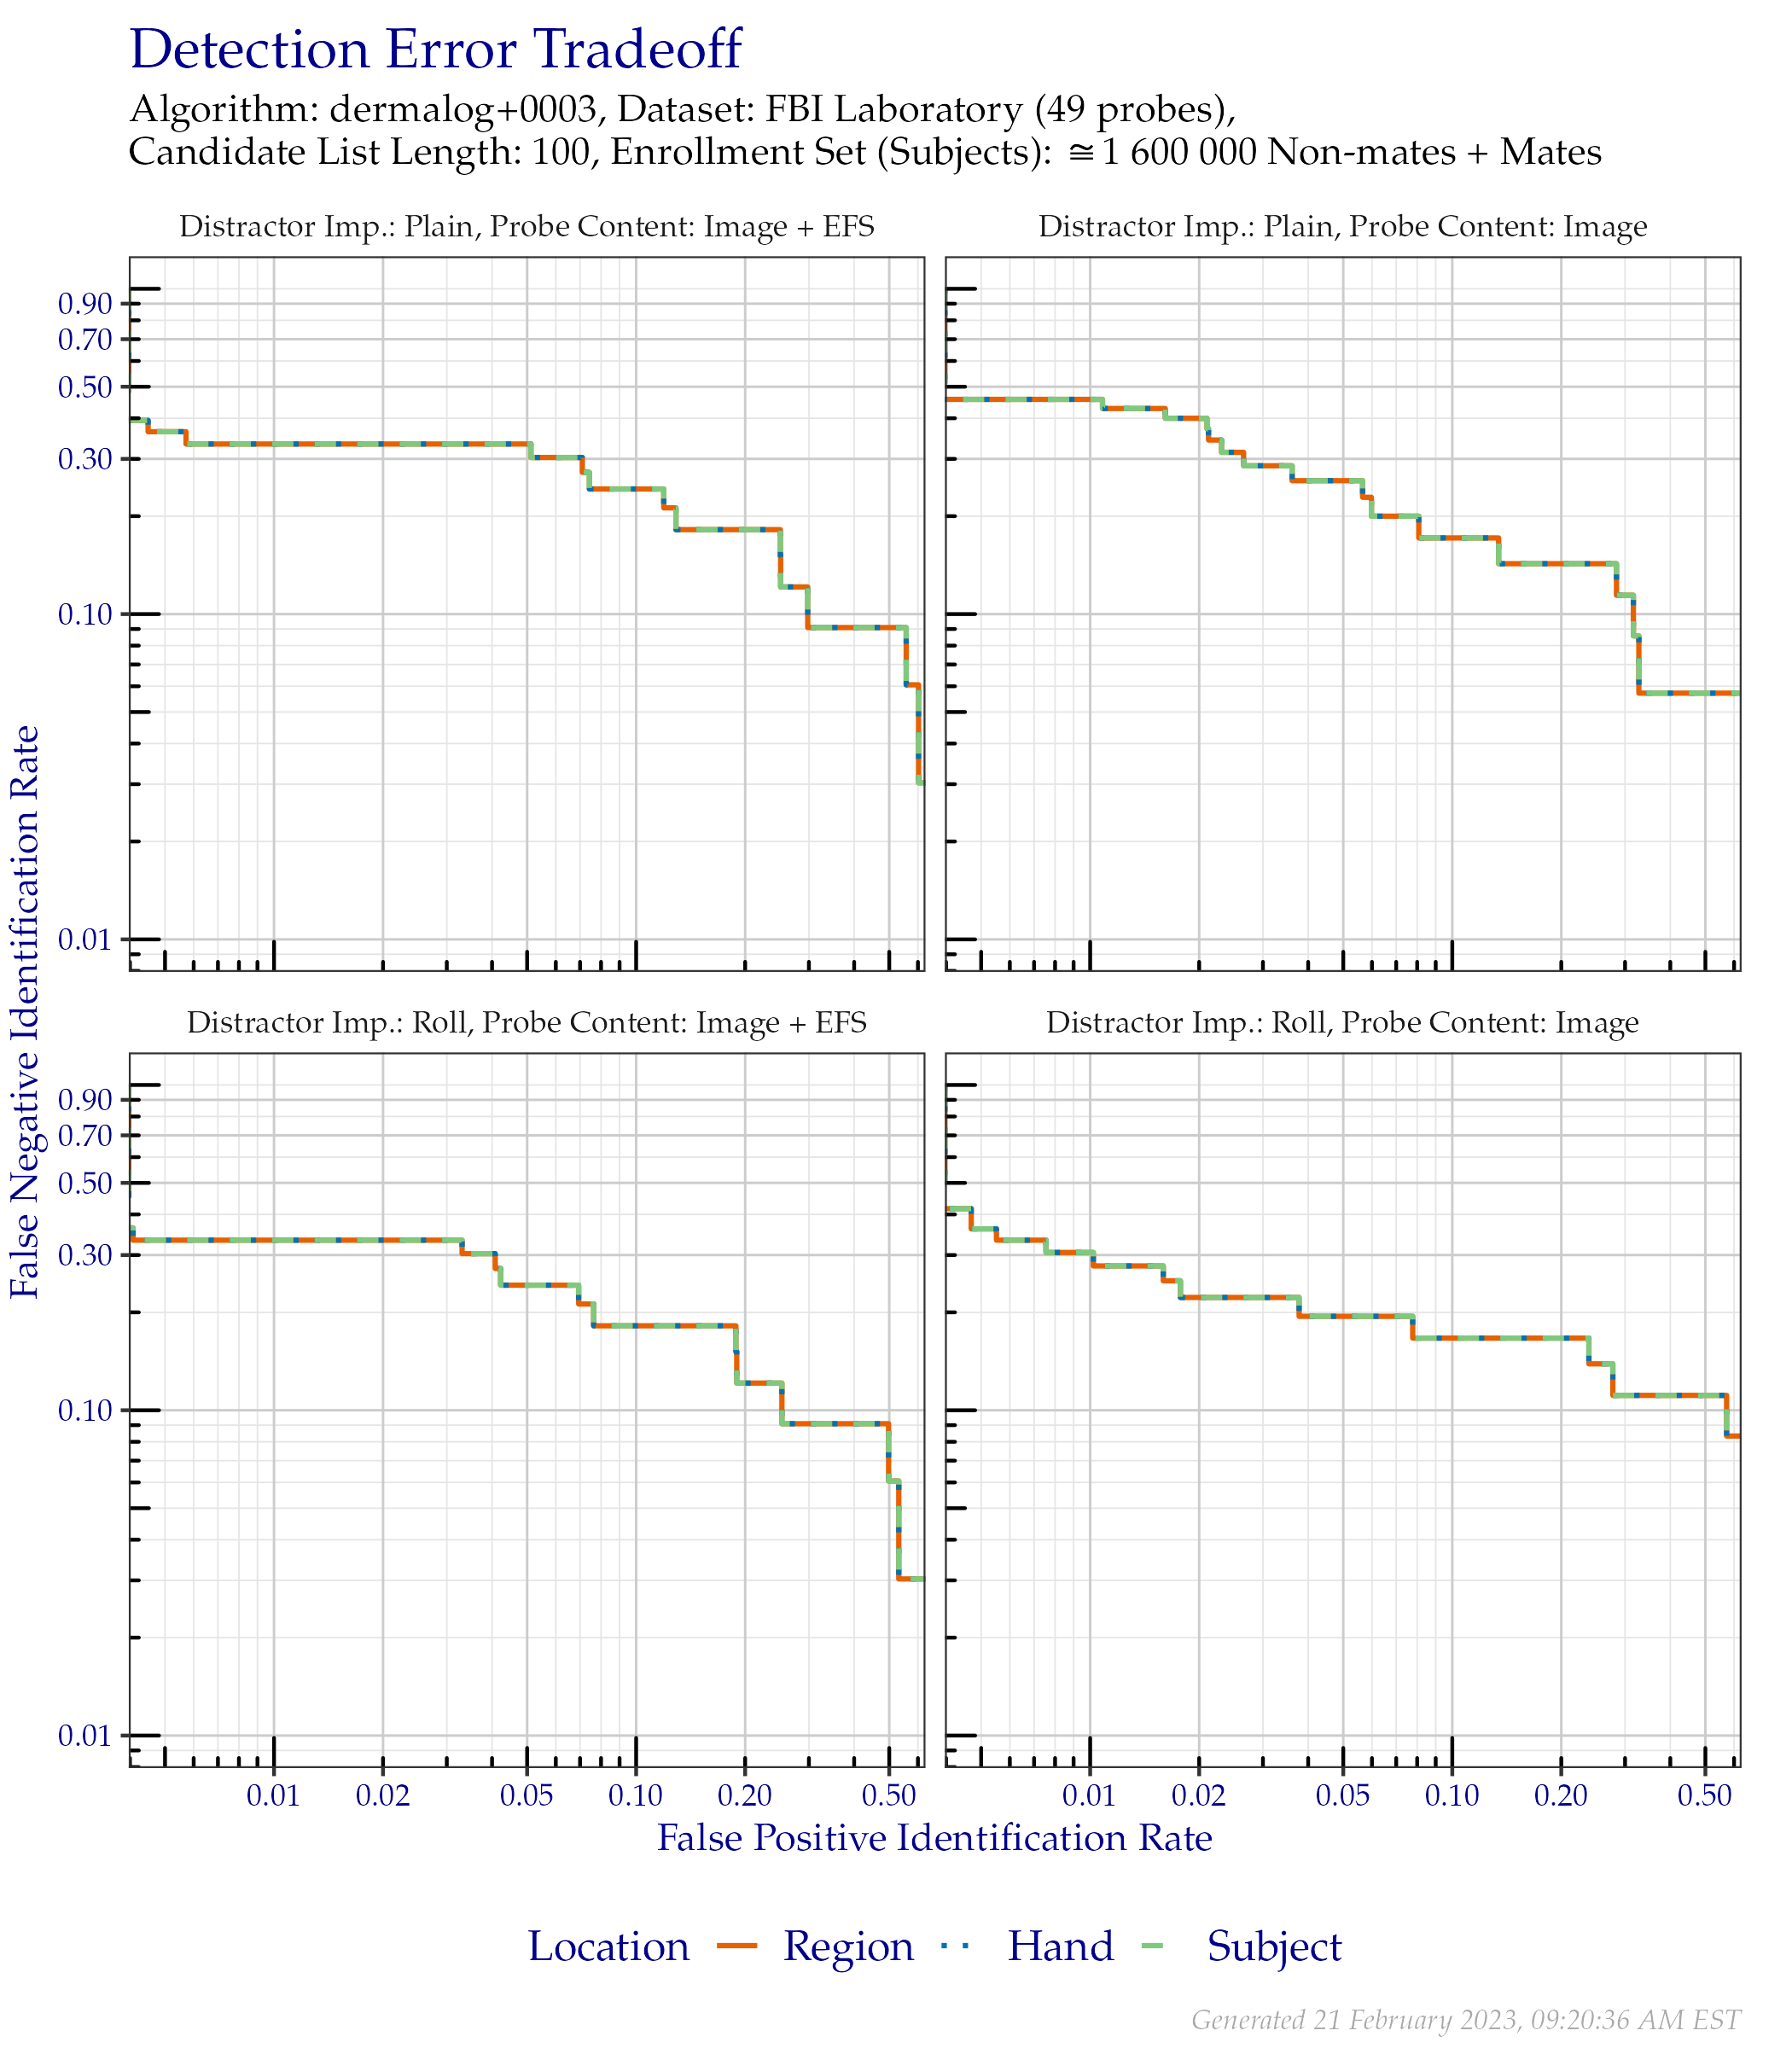 Detection Error Tradeoff
Algorithm: dermalog+0003, Dataset: FBI Laboratory (49 probes),
Candidate List Length: 100, Enrollment Set (Subjects): ≅ 1 600 000 Non-mates + Mates
Distractor Imp.: Plain, Probe Content: Image + EFS
Distractor Imp.: Plain, Probe Content: Image
0.90
0.70
0.50
0.30
0.10
0.01
False Negative Identification Rate
Distractor Imp.: Roll, Probe Content: Image + EFS
Distractor Imp.: Roll, Probe Content: Image
0.90
0.70
0.50
0.30
0.10
0.01
0.01 0.02 0.05 0.10 0.20 0.50
0.01 0.02 0.05 0.10 0.20 0.50
False Positive Identification Rate
Location Region Hand Subject
Generated 21 February 2023, 09:20:36 AM EST